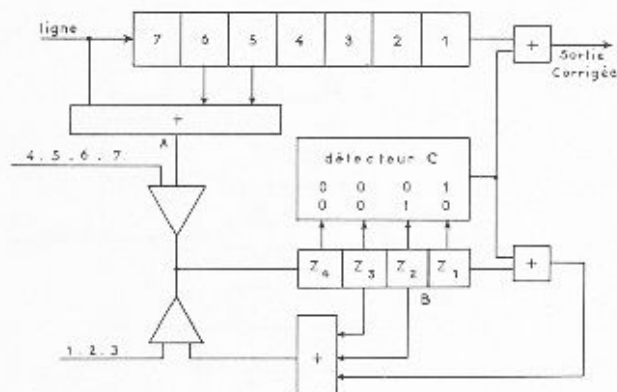 ligne
7 6 5 4 3 2 1
+
Sortie
Corrigée
+
A
4.5.6.7.
détecteur C
0 0 0 1
0 0 1 0
Z4 Z3 Z2 Z1
+
B
+
1.2.3.